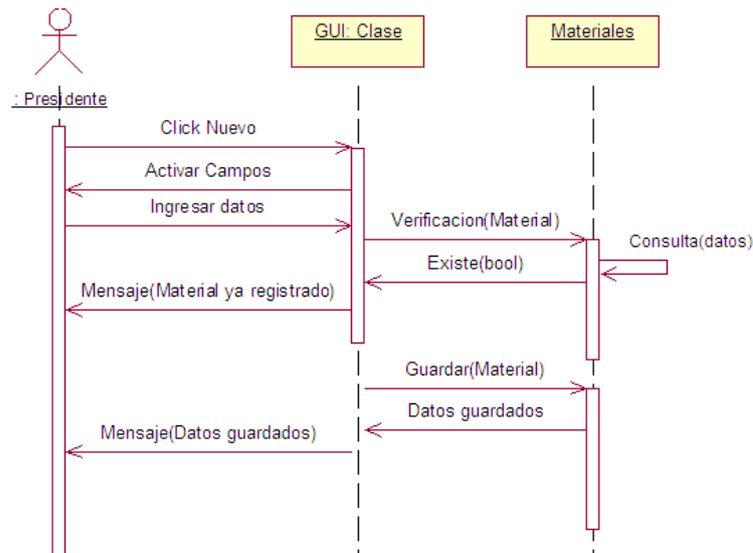 GUI: Clase
Materiales
: Presidente
Click Nuevo
Activar Campos
Ingresar datos
Verificacion(Material)
Consulta(datos)
Existe(bool)
Mensaje(Material ya registrado)
Guardar(Material)
Datos guardados
Mensaje(Datos guardados)